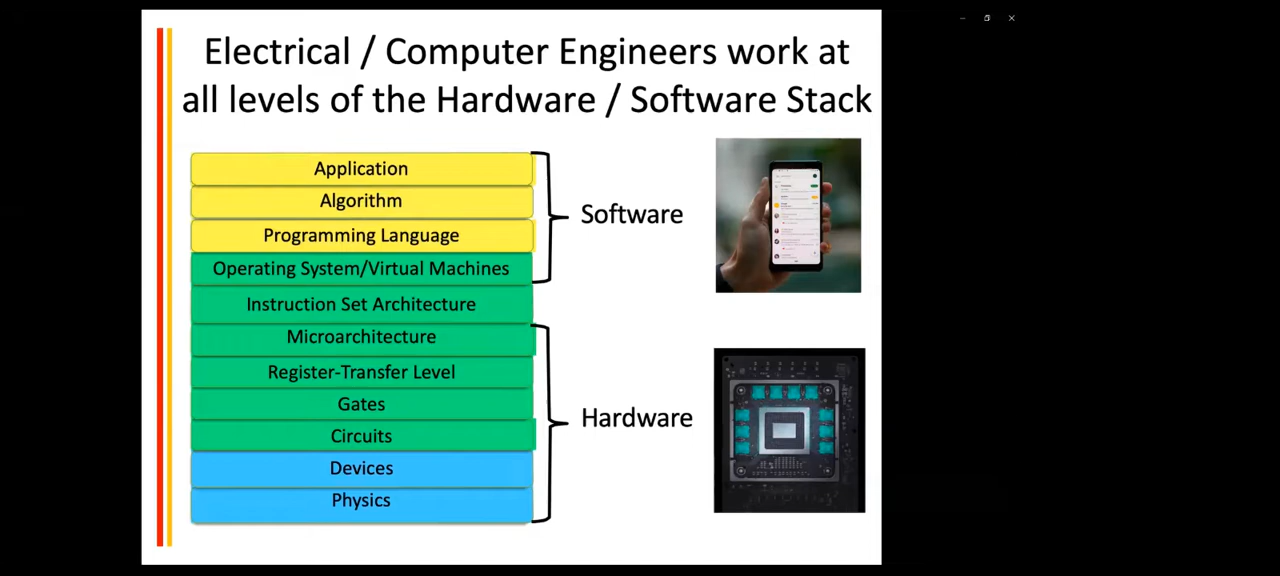 Electrical / Computer Engineers work at
all levels of the Hardware / Software Stack
Application
Algorithm
Programming Language
Operating System/Virtual Machines
Instruction Set Architecture
Microarchitecture
Register-Transfer Level
Gates
Circuits
Devices
Physics
Software
Hardware